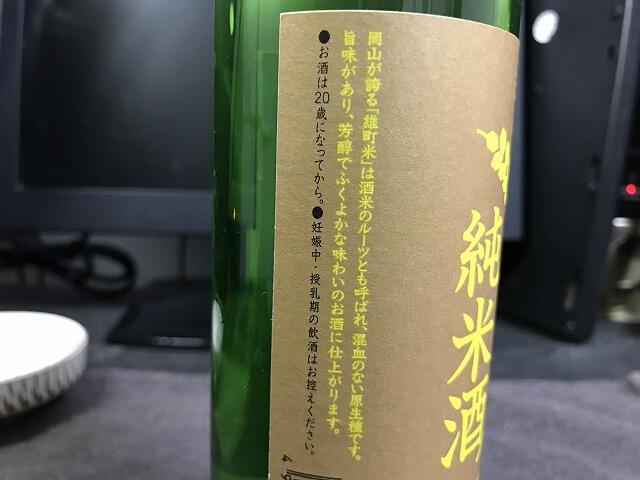 純米酒
岡山が誇る「雄町米」は酒米のルーツとも呼ばれ、混血のない原生種です。
旨味があり、芳醇でふくよかな味わいのお酒に仕上がります。
●お酒は20歳になってから。●妊娠中・授乳期の飲酒はお控えください。
4 9